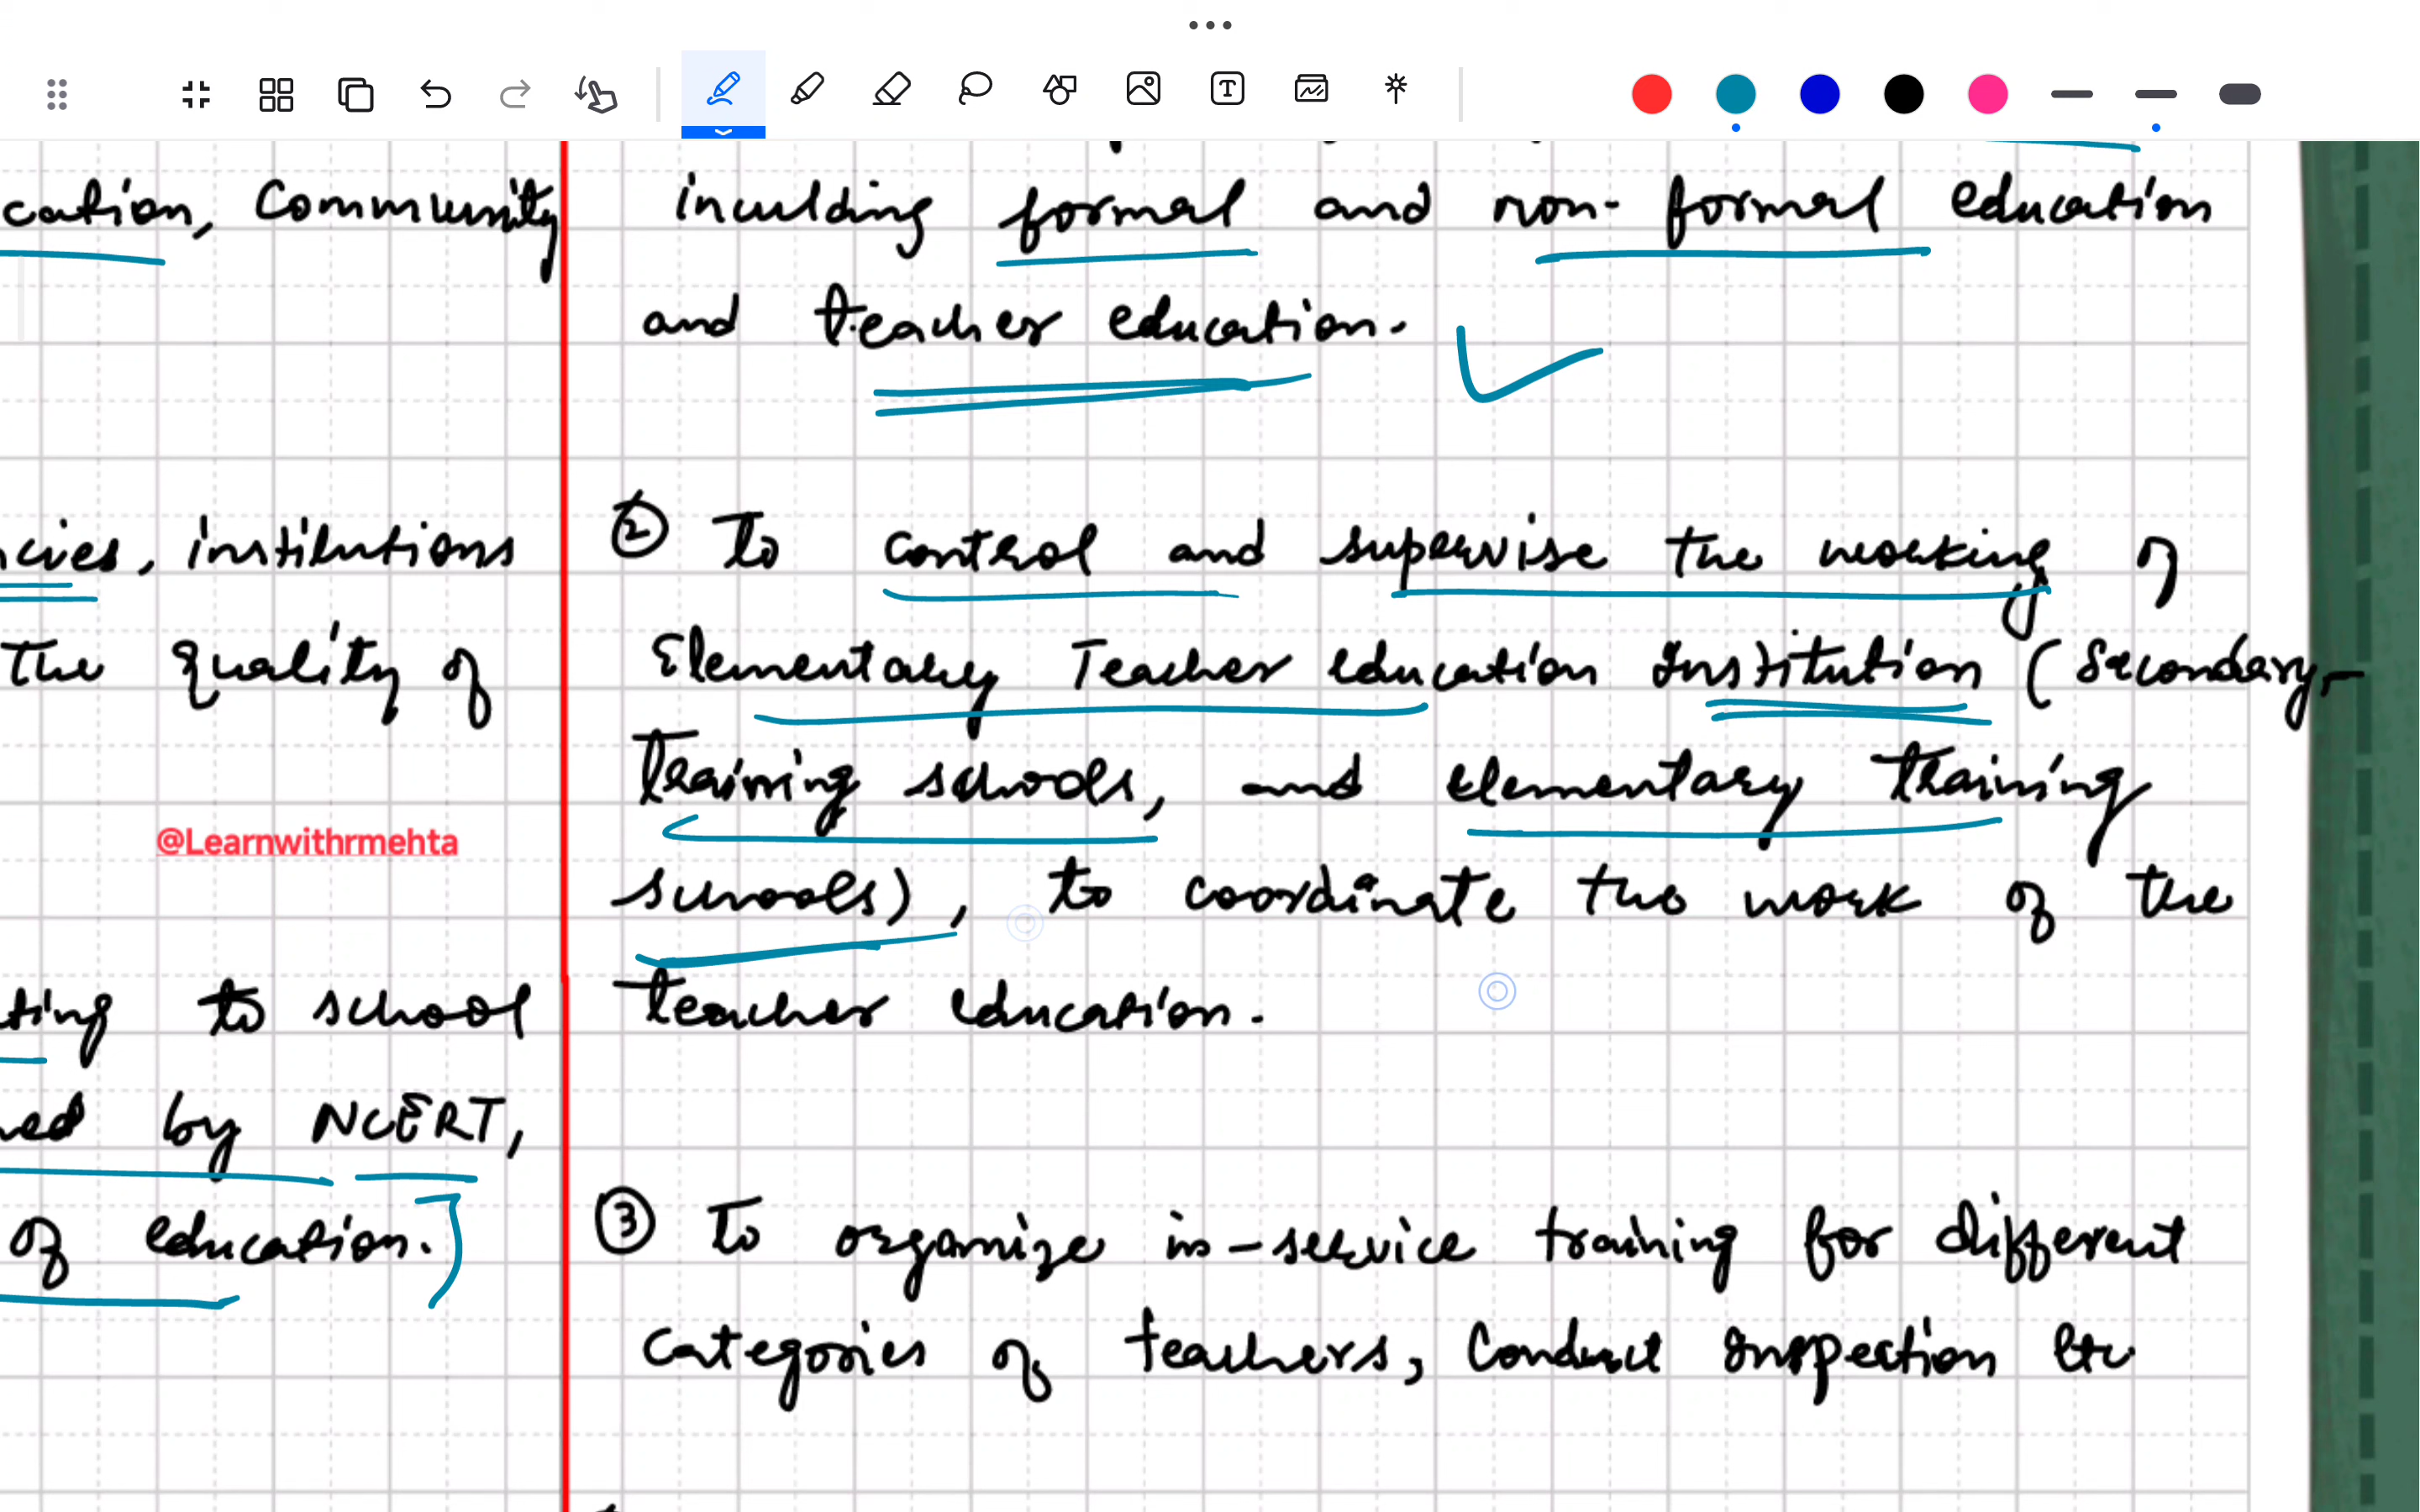 cation, Community
ncies, institutions
the quality of
@Learnwithrmehta
ting to school
ned by NCERT,
of education.
inculding formal and non-formal education
and teacher education.
② To control and supervise the working of
Elementary Teacher education Institution (Secondary-
training schools, and elementary training
schools), to coordinate the work of the
teacher education.
③ To organize in-service training for different
Categories of teachers, Conduct Inspection etc